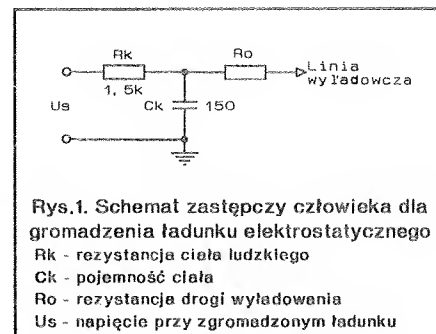 Rk
Ro
Linia
wyładowcza
1,5k
Us
Ck
150
Rys.1. Schemat zastępczy człowieka dla
gromadzenia ładunku elektrostatycznego
Rk - rezystancja ciała ludzkiego
Ck - pojemność ciała
Ro - rezystancja drogi wyładowania
Us - napięcie przy zgromadzonym ładunku